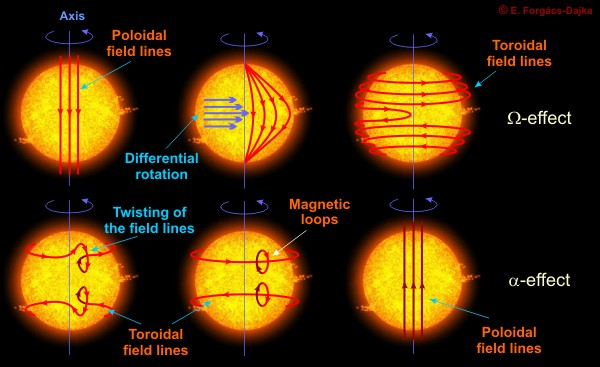 © E. Forgács-Dajka
Axis
Poloidal
field lines
Toroidal
field lines
Ω-effect
Differential
rotation
Twisting of
the field lines
Magnetic
loops
α-effect
Toroidal
field lines
Poloidal
field lines